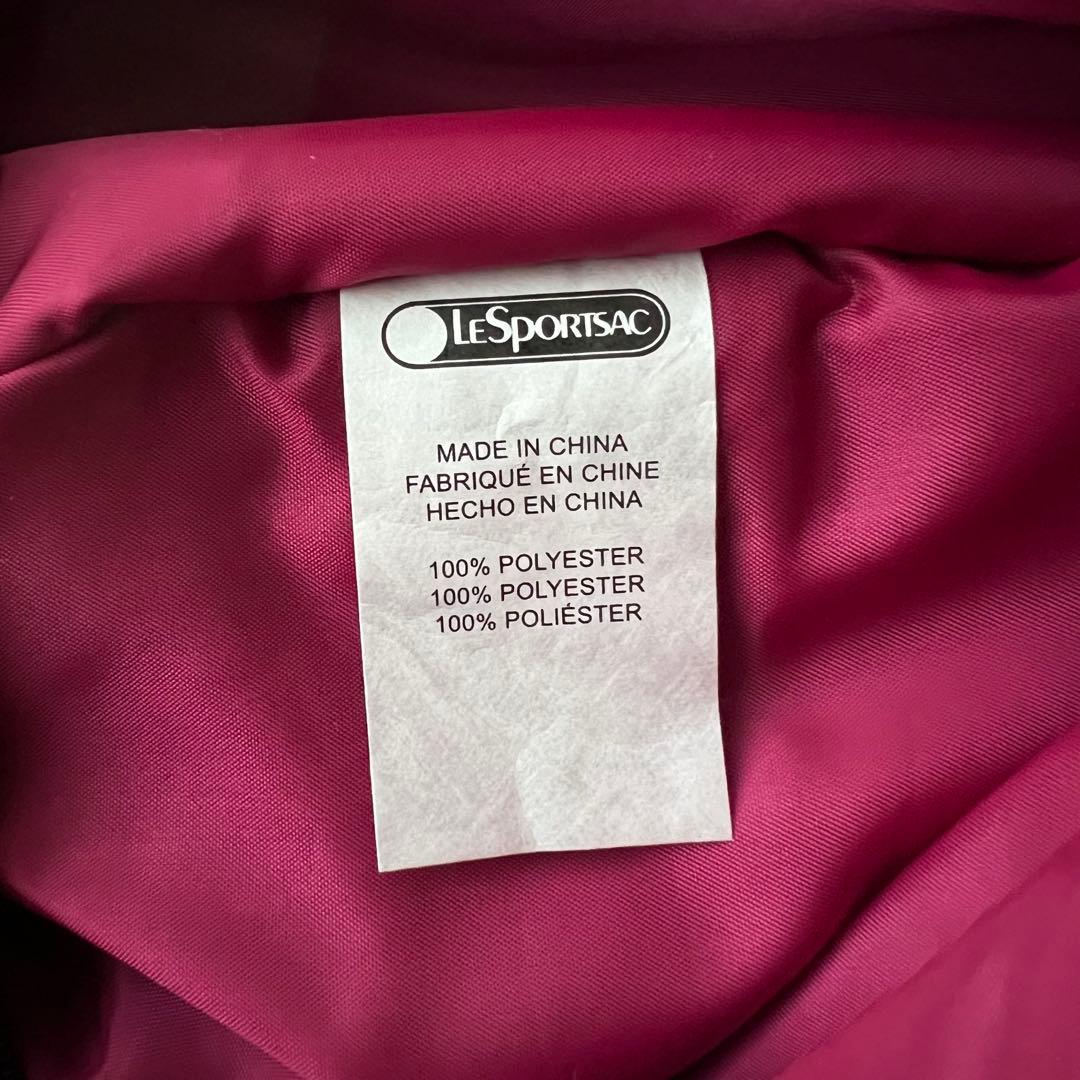 LESPORTSAC
MADE IN CHINA
FABRIQUÉ EN CHINE
HECHO EN CHINA
100% POLYESTER
100% POLYESTER
100% POLIÉSTER